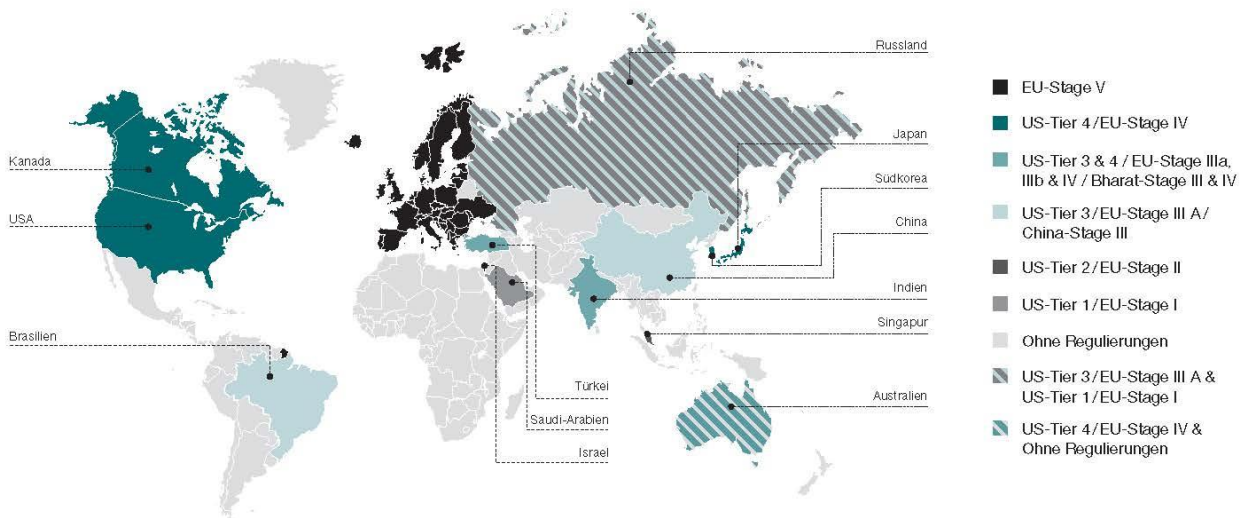 Kanada
USA
Brasilien
Türkei
Saudi-Arabien
Israel
Russland
Japan
Südkorea
China
Indien
Singapur
Australien
EU-Stage V
US-Tier 4/EU-Stage IV
US-Tier 3 & 4/EU-Stage IIIa,
IIIb & IV/Bharat-Stage III & IV
US-Tier 3/EU-Stage III A/
China-Stage III
US-Tier 2/EU-Stage II
US-Tier 1/EU-Stage I
Ohne Regulierungen
US-Tier 3/EU-Stage III A &
US-Tier 1/EU-Stage I
US-Tier 4/EU-Stage IV &
Ohne Regulierungen